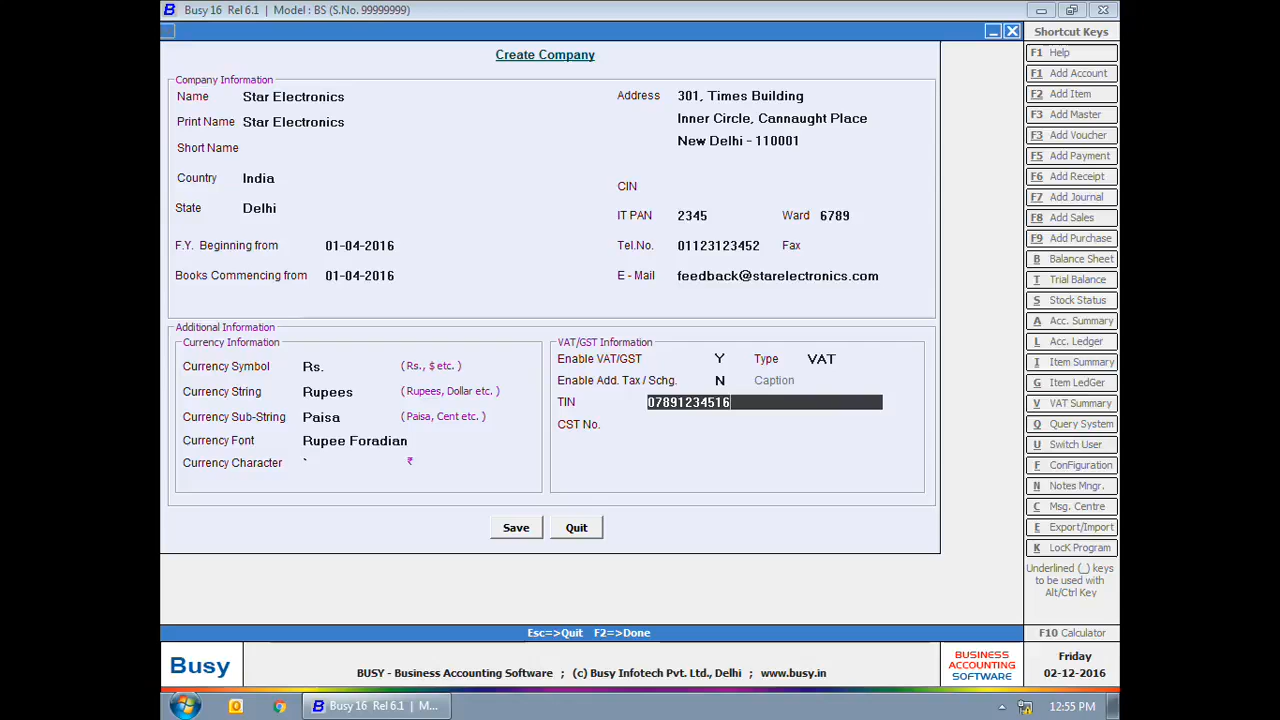 Busy 16 Rel 6.1 | Model : BS (S.No. 99999999)
Create Company
Company Information
Name Star Electronics
Print Name Star Electronics
Short Name
Country India
State Delhi
F.Y. Beginning from 01-04-2016
Books Commencing from 01-04-2016
Address 301, Times Building
Inner Circle, Cannaught Place
New Delhi - 110001
CIN
IT PAN 2345 Ward 6789
Tel.No. 01123123452 Fax
E - Mail feedback@starelectronics.com
Additional Information
Currency Information
Currency Symbol Rs. (Rs., $ etc. )
Currency String Rupees (Rupees, Dollar etc. )
Currency Sub-String Paisa (Paisa, Cent etc. )
Currency Font Rupee Foradian
Currency Character ` ₹
VAT/GST Information
Enable VAT/GST Y Type VAT
Enable Add. Tax / Schg. N Caption
TIN 07891234516
CST No.
Save Quit
Esc=>Quit F2=>Done
Shortcut Keys
F1 Help
F1 Add Account
F2 Add Item
F3 Add Master
F3 Add Voucher
F5 Add Payment
F6 Add Receipt
F7 Add Journal
F8 Add Sales
F9 Add Purchase
B Balance Sheet
T Trial Balance
S Stock Status
A Acc. Summary
L Acc. Ledger
I Item Summary
G Item LedGer
V VAT Summary
Q Query System
U Switch User
F ConFiguration
N Notes Mngr.
C Msg. Centre
E Export/Import
K LocK Program
Underlined (_) keys
to be used with
Alt/Ctrl Key
F10 Calculator
Busy
BUSY - Business Accounting Software ; (c) Busy Infotech Pvt. Ltd., Delhi ; www.busy.in
BUSINESS
ACCOUNTING
SOFTWARE
Friday
02-12-2016
Busy 16 Rel 6.1 | M...
12:55 PM